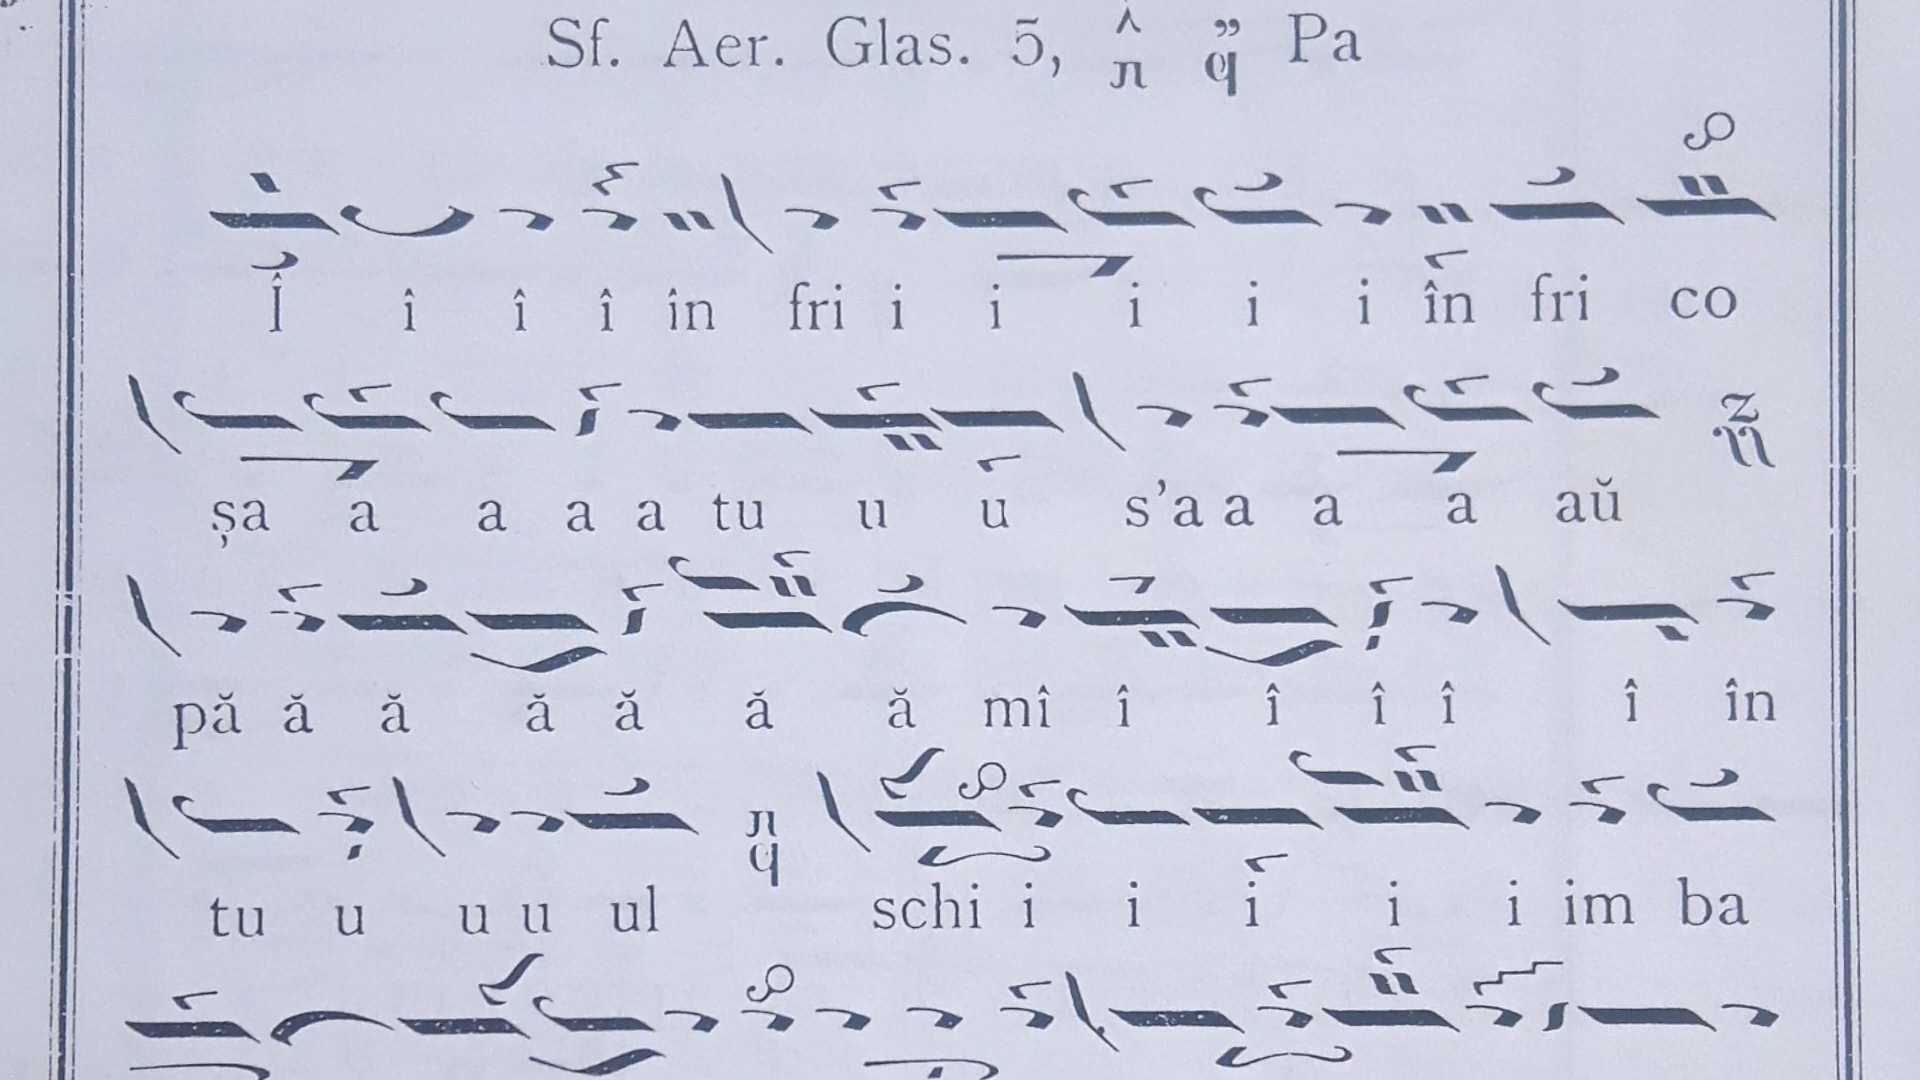 Sf. Aer. Glas. 5, Pa
Î î î î în fri i i i i i în fri co
șa a a a a tu u u s’a a a a aŭ
pă ă ă ă ă ă ă mî î î î î î în
tu u u u ul schi i i i i i im ba